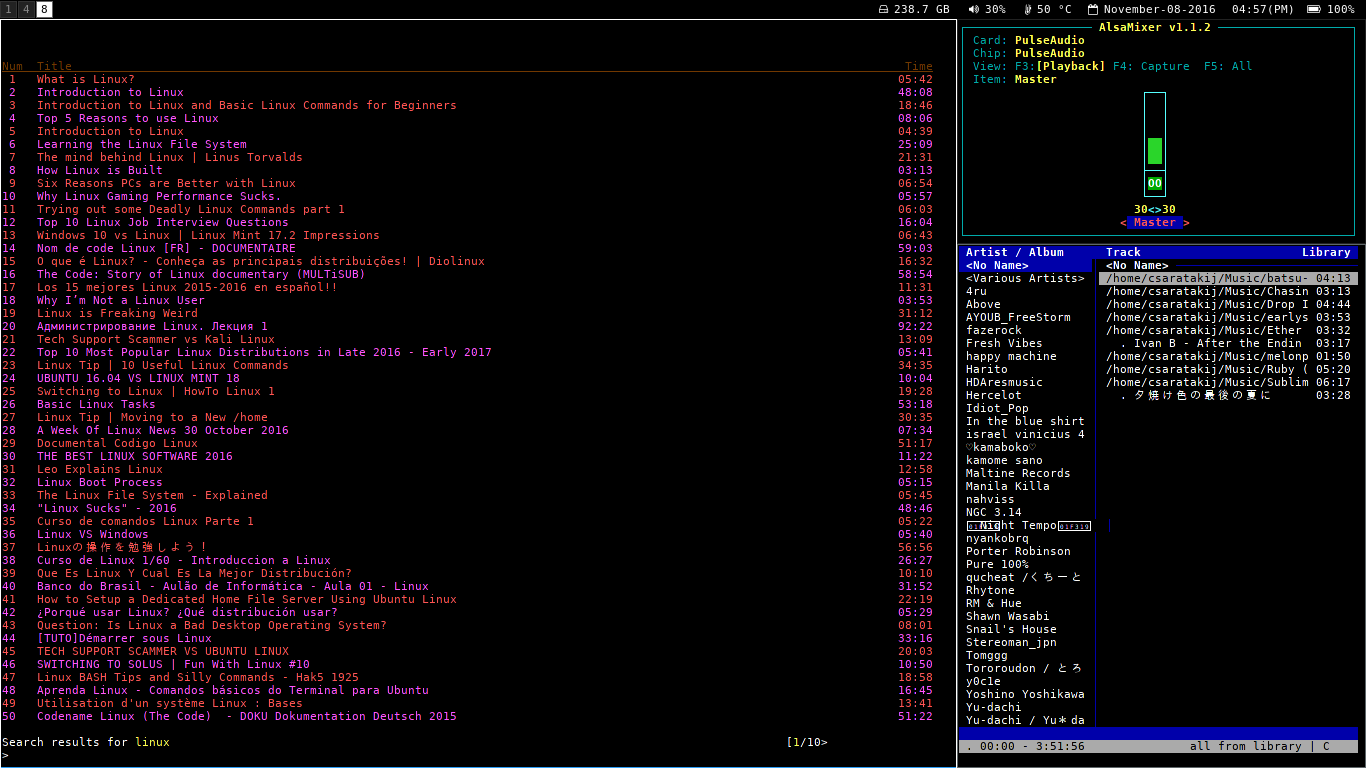 1 4 8 238.7 GB 30% 50 °C November-08-2016 04:57(PM) 100%
Num Title Time
1 What is Linux? 05:42
2 Introduction to Linux 48:08
3 Introduction to Linux and Basic Linux Commands for Beginners 18:46
4 Top 5 Reasons to use Linux 08:06
5 Introduction to Linux 04:39
6 Learning the Linux File System 25:09
7 The mind behind Linux | Linus Torvalds 21:31
8 How Linux is Built 03:13
9 Six Reasons PCs are Better with Linux 06:54
10 Why Linux Gaming Performance Sucks. 05:57
11 Trying out some Deadly Linux Commands part 1 06:03
12 Top 10 Linux Job Interview Questions 16:04
13 Windows 10 vs Linux | Linux Mint 17.2 Impressions 06:43
14 Nom de code Linux [FR] - DOCUMENTAIRE 59:03
15 O que é Linux? - Conheça as principais distribuições! | Diolinux 16:32
16 The Code: Story of Linux documentary (MULTiSUB) 58:54
17 Los 15 mejores Linux 2015-2016 en español!! 11:31
18 Why I'm Not a Linux User 03:53
19 Linux is Freaking Weird 31:12
20 Администрирование Linux. Лекция 1 92:22
21 Tech Support Scammer vs Kali Linux 13:09
22 Top 10 Most Popular Linux Distributions in Late 2016 - Early 2017 05:41
23 Linux Tip | 10 Useful Linux Commands 34:35
24 UBUNTU 16.04 VS LINUX MINT 18 10:04
25 Switching to Linux | HowTo Linux 1 19:28
26 Basic Linux Tasks 53:18
27 Linux Tip | Moving to a New /home 30:35
28 A Week Of Linux News 30 October 2016 07:34
29 Documental Codigo Linux 51:17
30 THE BEST LINUX SOFTWARE 2016 11:22
31 Leo Explains Linux 12:58
32 Linux Boot Process 05:15
33 The Linux File System - Explained 05:45
34 "Linux Sucks" - 2016 48:46
35 Curso de comandos Linux Parte 1 05:22
36 Linux VS Windows 05:40
37 Linuxの操作を勉強しよう！ 56:56
38 Curso de Linux 1/60 - Introduccion a Linux 26:27
39 Que Es Linux Y Cual Es La Mejor Distribución? 10:10
40 Banco do Brasil - Aulão de Informática - Aula 01 - Linux 31:52
41 How to Setup a Dedicated Home File Server Using Ubuntu Linux 22:19
42 ¿Porqué usar Linux? ¿Qué distribución usar? 05:29
43 Question: Is Linux a Bad Desktop Operating System? 08:01
44 [TUTO]Démarrer sous Linux 33:16
45 TECH SUPPORT SCAMMER VS UBUNTU LINUX 20:03
46 SWITCHING TO SOLUS | Fun With Linux #10 10:50
47 Linux BASH Tips and Silly Commands - Hak5 1925 18:58
48 Aprenda Linux - Comandos básicos do Terminal para Ubuntu 16:45
49 Utilisation d'un système Linux : Bases 13:41
50 Codename Linux (The Code)  - DOKU Dokumentation Deutsch 2015 51:22
Search results for linux [1/10>
>
AlsaMixer v1.1.2
Card: PulseAudio
Chip: PulseAudio
View: F3:[Playback] F4: Capture F5: All
Item: Master
OO
30<>30
< Master >
Artist / Album Track Library
<No Name> <No Name>
<Various Artists> /home/csaratakij/Music/batsu- 04:13
4ru /home/csaratakij/Music/Chasin 03:13
Above /home/csaratakij/Music/Drop I 04:44
AYOUB_FreeStorm /home/csaratakij/Music/earlys 03:53
fazerock /home/csaratakij/Music/Ether 03:32
Fresh Vibes . Ivan B - After the Endin 03:17
happy machine /home/csaratakij/Music/melonp 01:50
Harito /home/csaratakij/Music/Ruby ( 05:20
HDAresmusic /home/csaratakij/Music/Sublim 06:17
Hercelot . 夕焼け色の最後の夏に 03:28
Idiot_Pop
In the blue shirt
israel vinicius 4
♡kamaboko♡
kamome sano
Maltine Records
Manila Killa
nahviss
NGC 3.14
Night Tempo 01F319
nyankobrq
Porter Robinson
Pure 100%
qucheat /くちーと
Rhytone
RM & Hue
Shawn Wasabi
Snail's House
Stereoman_jpn
Tomggg
Tororoudon / とろ
y0c1e
Yoshino Yoshikawa
Yu-dachi
Yu-dachi / Yu＊da
. 00:00 - 3:51:56 all from library | C